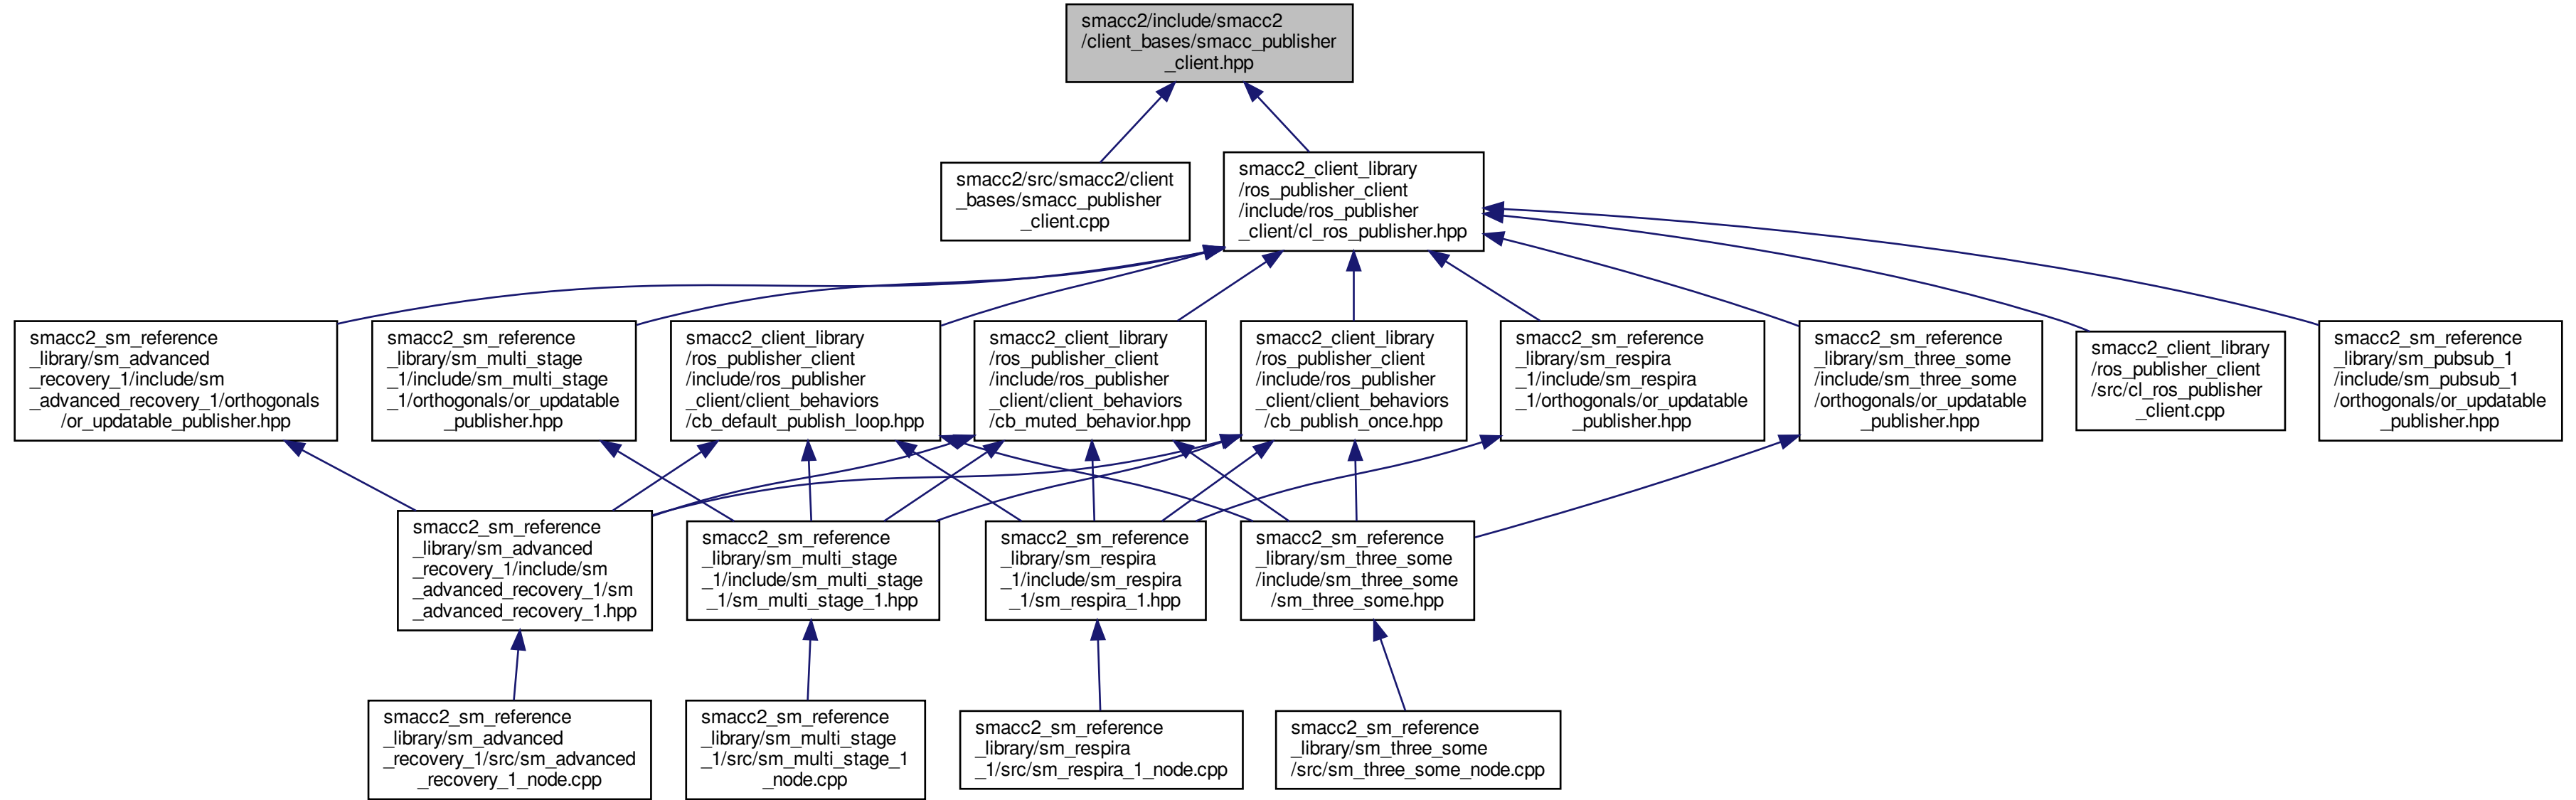 smacc2/include/smacc2
/client_bases/smacc_publisher
_client.hpp
smacc2/src/smacc2/client
_bases/smacc_publisher
_client.cpp
smacc2_client_library
/ros_publisher_client
/include/ros_publisher
_client/cl_ros_publisher.hpp
smacc2_sm_reference
_library/sm_advanced
_recovery_1/include/sm
_advanced_recovery_1/orthogonals
/or_updatable_publisher.hpp
smacc2_sm_reference
_library/sm_multi_stage
_1/include/sm_multi_stage
_1/orthogonals/or_updatable
_publisher.hpp
smacc2_client_library
/ros_publisher_client
/include/ros_publisher
_client/client_behaviors
/cb_default_publish_loop.hpp
smacc2_client_library
/ros_publisher_client
/include/ros_publisher
_client/client_behaviors
/cb_muted_behavior.hpp
smacc2_client_library
/ros_publisher_client
/include/ros_publisher
_client/client_behaviors
/cb_publish_once.hpp
smacc2_sm_reference
_library/sm_respira
_1/include/sm_respira
_1/orthogonals/or_updatable
_publisher.hpp
smacc2_sm_reference
_library/sm_three_some
/include/sm_three_some
/orthogonals/or_updatable
_publisher.hpp
smacc2_client_library
/ros_publisher_client
/src/cl_ros_publisher
_client.cpp
smacc2_sm_reference
_library/sm_pubsub_1
/include/sm_pubsub_1
/orthogonals/or_updatable
_publisher.hpp
smacc2_sm_reference
_library/sm_advanced
_recovery_1/include/sm
_advanced_recovery_1/sm
_advanced_recovery_1.hpp
smacc2_sm_reference
_library/sm_multi_stage
_1/include/sm_multi_stage
_1/sm_multi_stage_1.hpp
smacc2_sm_reference
_library/sm_respira
_1/include/sm_respira
_1/sm_respira_1.hpp
smacc2_sm_reference
_library/sm_three_some
/include/sm_three_some
/sm_three_some.hpp
smacc2_sm_reference
_library/sm_advanced
_recovery_1/src/sm_advanced
_recovery_1_node.cpp
smacc2_sm_reference
_library/sm_multi_stage
_1/src/sm_multi_stage_1
_node.cpp
smacc2_sm_reference
_library/sm_respira
_1/src/sm_respira_1_node.cpp
smacc2_sm_reference
_library/sm_three_some
/src/sm_three_some_node.cpp